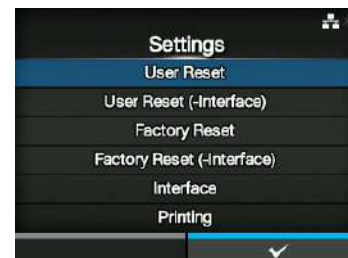 Settings
User Reset
User Reset (-Interface)
Factory Reset
Factory Reset (-Interface)
Interface
Printing